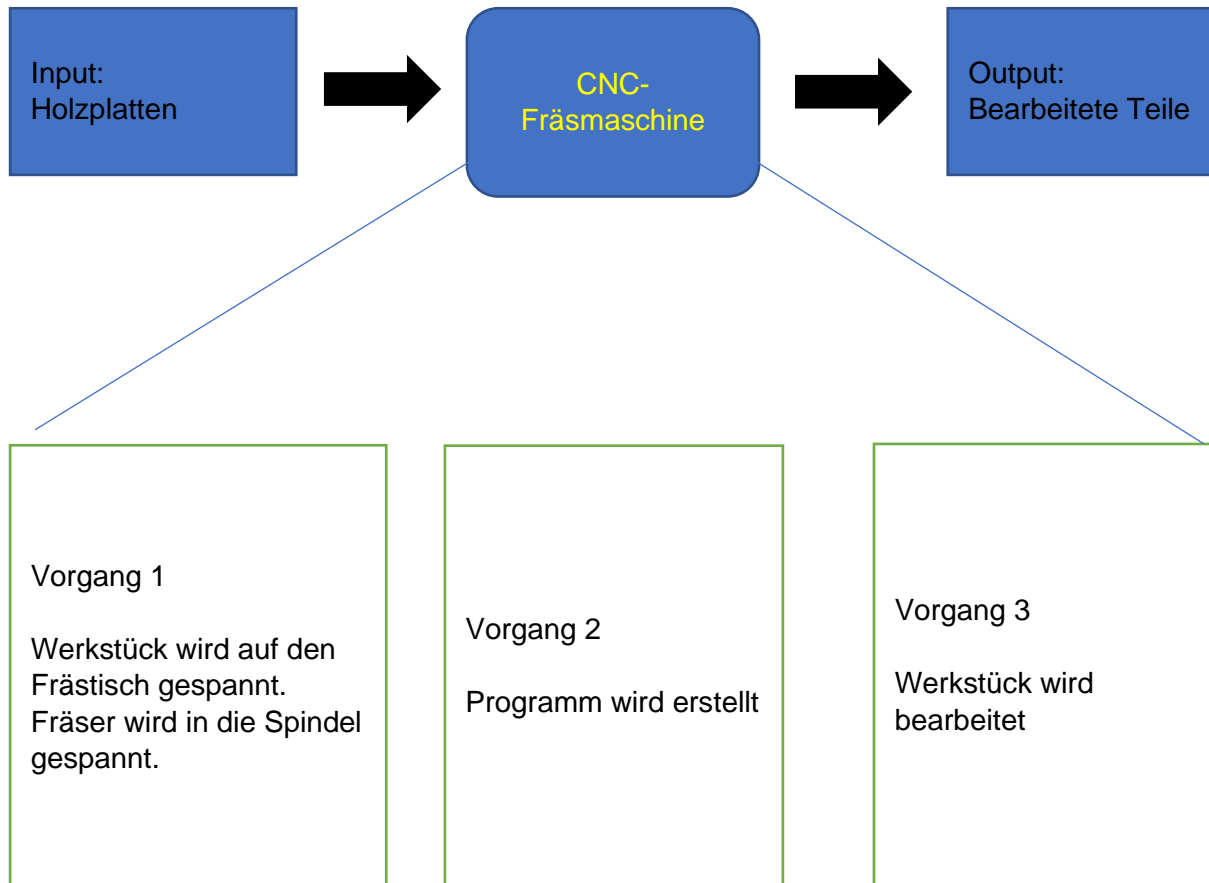 Input:
Holzplatten
CNC-
Fräsmaschine
Output:
Bearbeitete Teile
Vorgang 1
Werkstück wird auf den
Frästisch gespannt.
Fräser wird in die Spindel
gespannt.
Vorgang 2
Programm wird erstellt
Vorgang 3
Werkstück wird
bearbeitet